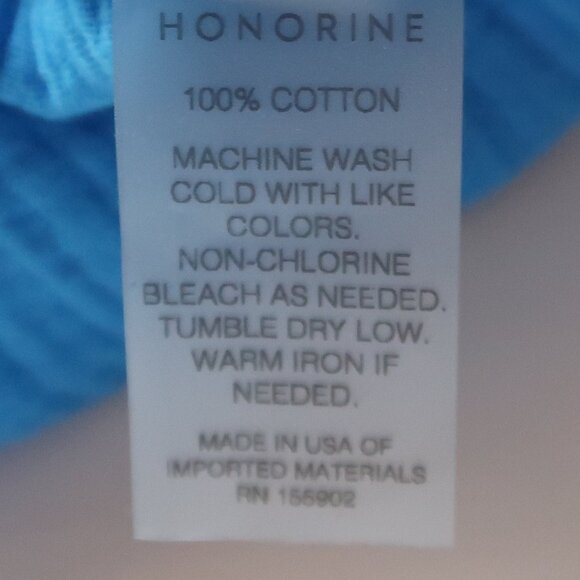 HONORINE
100% COTTON
MACHINE WASH
COLD WITH LIKE
COLORS.
NON-CHLORINE
BLEACH AS NEEDED.
TUMBLE DRY LOW.
WARM IRON IF
NEEDED.
MADE IN USA OF
IMPORTED MATERIALS
RN 155902